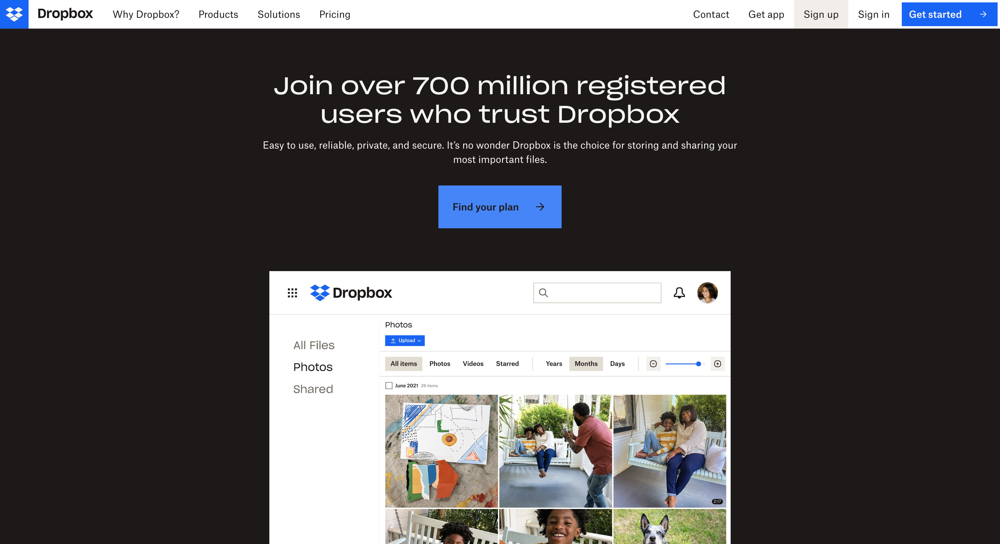 Dropbox Why Dropbox? Products Solutions Pricing Contact Get app Sign up Sign in Get started
Join over 700 million registered
users who trust Dropbox
Easy to use, reliable, private, and secure. It’s no wonder Dropbox is the choice for storing and sharing your
most important files.
Find your plan
Dropbox
Photos
Upload
All Files
Photos
Shared
All items Photos Videos Starred Years Months Days
June 2021 26 items
2:17